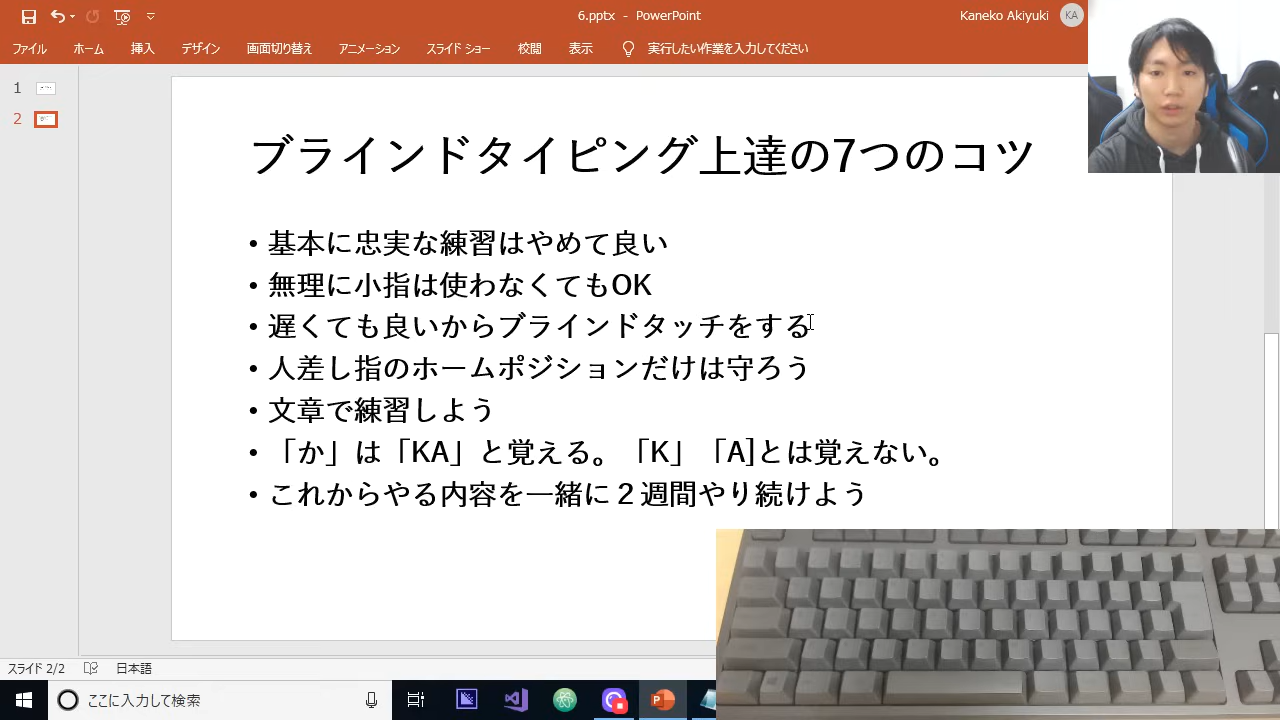 6.pptx - PowerPoint
Kaneko Akiyuki
KA
ファイル ホーム 挿入 デザイン 画面切り替え アニメーション スライド ショー 校閲 表示 実行したい作業を入力してください
1
2
ブラインドタイピング上達の7つのコツ
• 基本に忠実な練習はやめて良い
• 無理に小指は使わなくてもOK
• 遅くても良いからブラインドタッチをする
• 人差し指のホームポジションだけは守ろう
• 文章で練習しよう
• 「か」は「KA」と覚える。「K」「A]とは覚えない。
• これからやる内容を一緒に２週間やり続けよう
スライド 2/2 日本語
ここに入力して検索